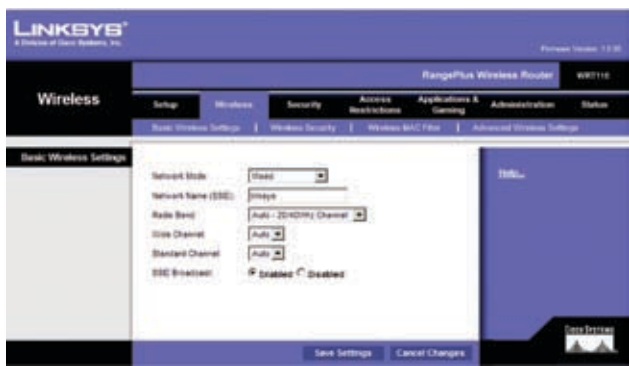 LINKSYS®
A Division of Cisco Systems, Inc.
Firmware Version: 1.0.00
RangePlus Wireless Router WRT110
Wireless
Setup Wireless Security Access Restrictions Applications & Gaming Administration Status
Basic Wireless Settings | Wireless Security | Wireless MAC Filter | Advanced Wireless Settings
Basic Wireless Settings
Network Mode: Mixed
Help...
Network Name (SSID): linksys
Radio Band: Auto - 20/40MHz Channel
Wide Channel: Auto
Standard Channel: Auto
SSID Broadcast: Enabled Disabled
Cisco Systems
Save Settings Cancel Changes